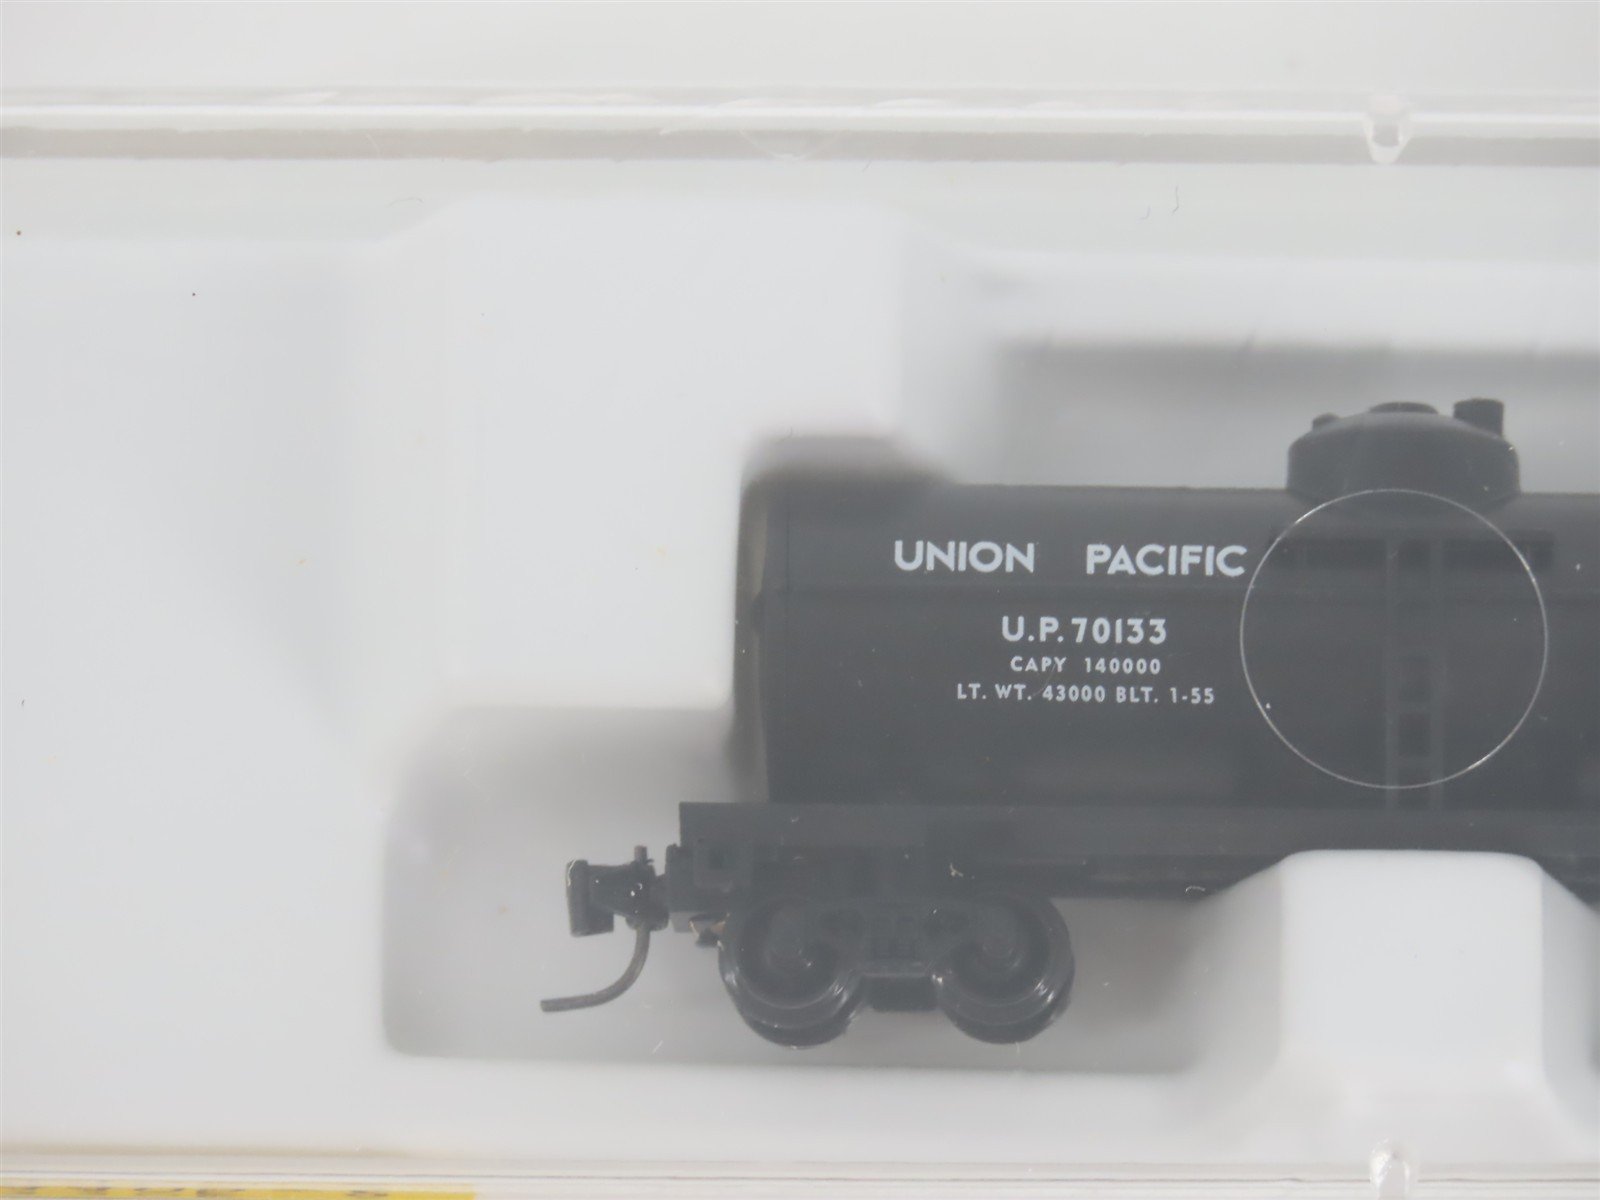 UNION PACIFIC
U.P. 70133
CAPY 140000
LT. WT. 43000 BLT. 1-55